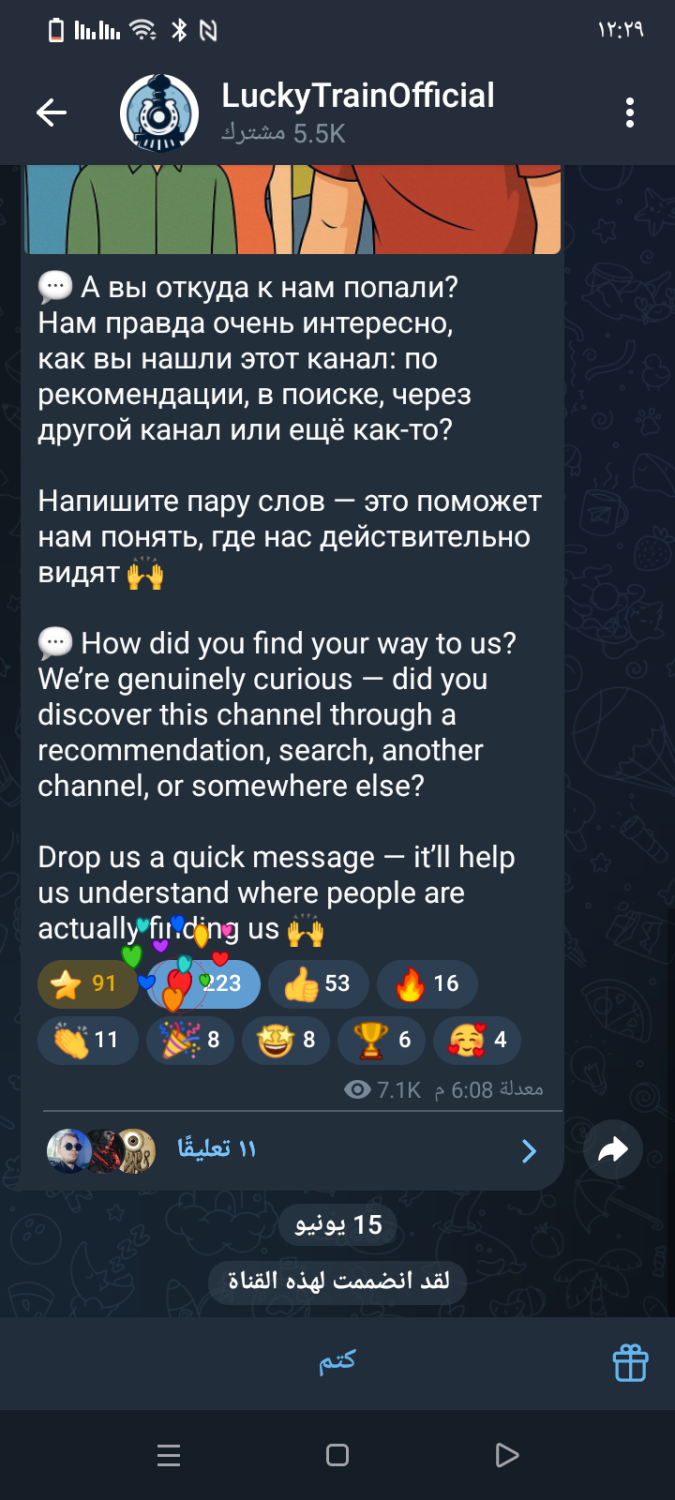 ١٢:٢٩
LuckyTrainOfficial
5.5K مشترك
💬 А вы откуда к нам попали?
Нам правда очень интересно,
как вы нашли этот канал: по
рекомендации, в поиске, через
другой канал или ещё как-то?
Напишите пару слов — это поможет
нам понять, где нас действительно
видят 🙌
💬 How did you find your way to us?
We’re genuinely curious — did you
discover this channel through a
recommendation, search, another
channel, or somewhere else?
Drop us a quick message — it’ll help
us understand where people are
actually finding us 🙌
⭐ 91 223 👍 53 🔥 16
👏 11 🎉 8 🤩 8 🏆 6 🥰 4
7.1K معدلة 6:08 م
١١ تعليقًا
15 يونيو
لقد انضممت لهذه القناة
كتم